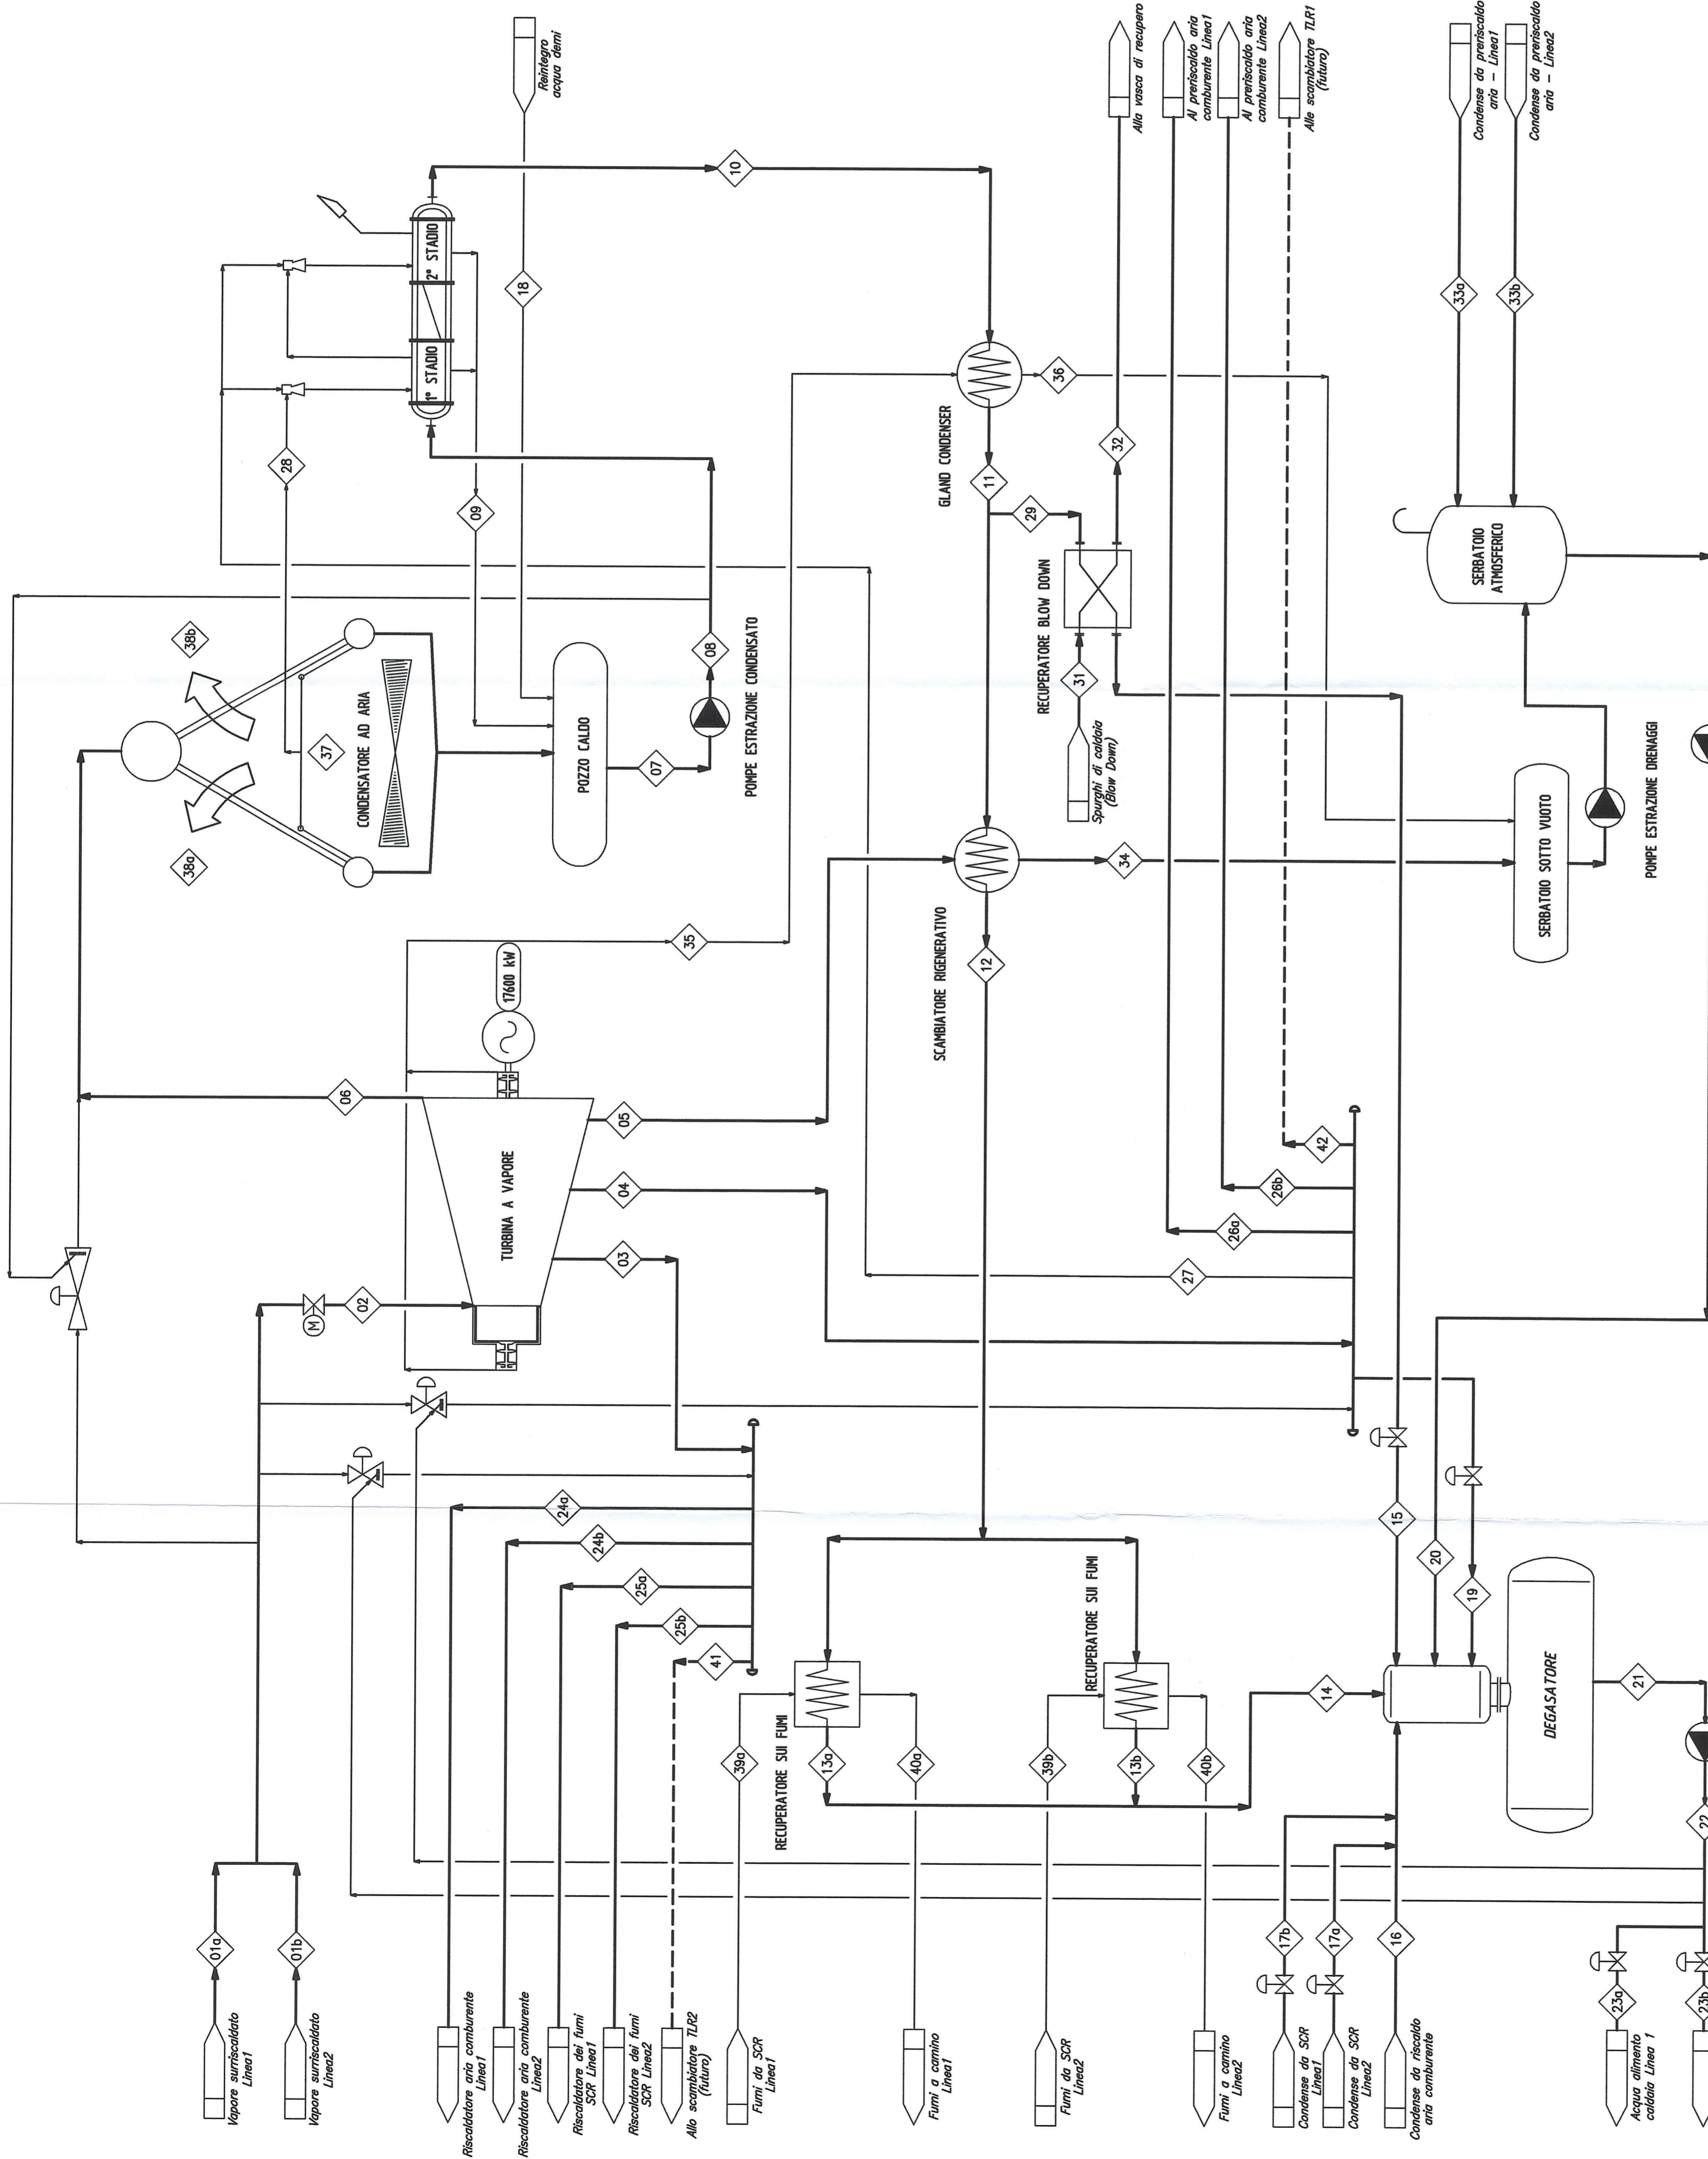 Vapore surriscaldato
Linea1
Vapore surriscaldato
Linea2
01a
01b
Riscaldatore aria comburente
Linea1
Riscaldatore aria comburente
Linea2
Riscaldatore dei fumi
SCR Linea1
Riscaldatore dei fumi
SCR Linea2
Allo scambiatore TLR2
(futuro)
Fumi da SCR
Linea1
Fumi a camino
Linea1
Fumi da SCR
Linea2
Fumi a camino
Linea2
Condense da SCR
Linea1
Condense da SCR
Linea2
Condense da riscaldo
aria comburente
Acqua alimento
caldaia Linea 1
24a
24b
25a
25b
41
39a
40a
39b
40b
13a
13b
17b
17a
16
23a
23b
22
21
14
15
20
19
RECUPERATORE SUI FUMI
RECUPERATORE SUI FUMI
DEGASATORE
M
02
03
04
05
06
TURBINA A VAPORE
17600 kW
35
12
SCAMBIATORE RIGENERATIVO
27
26a
26b
42
34
38a
38b
37
CONDENSATORE AD ARIA
POZZO CALDO
07
08
POMPE ESTRAZIONE CONDENSATO
28
09
18
10
1° STADIO
2° STADIO
Reintegro
acqua demi
GLAND CONDENSER
11
36
29
31
32
RECUPERATORE BLOW DOWN
Spurghi di caldaia
(Blow Down)
SERBATOIO SOTTO VUOTO
POMPE ESTRAZIONE DRENAGGI
SERBATOIO
ATMOSFERICO
33a
33b
Alla vasca di recupero
Al preriscaldo aria
comburente Linea1
Al preriscaldo aria
comburente Linea2
Alle scambiatore TLR1
(futuro)
Condense da preriscaldo
aria – Linea1
Condense da preriscaldo
aria – Linea2